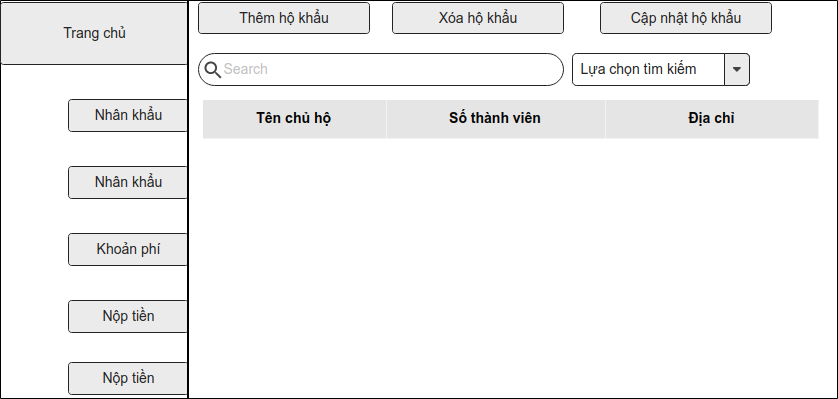 Trang chủ
Nhân khẩu
Nhân khẩu
Khoản phí
Nộp tiền
Nộp tiền
Thêm hộ khẩu
Xóa hộ khẩu
Cập nhật hộ khẩu
Search
Lựa chọn tìm kiếm
Tên chủ hộ
Số thành viên
Địa chỉ